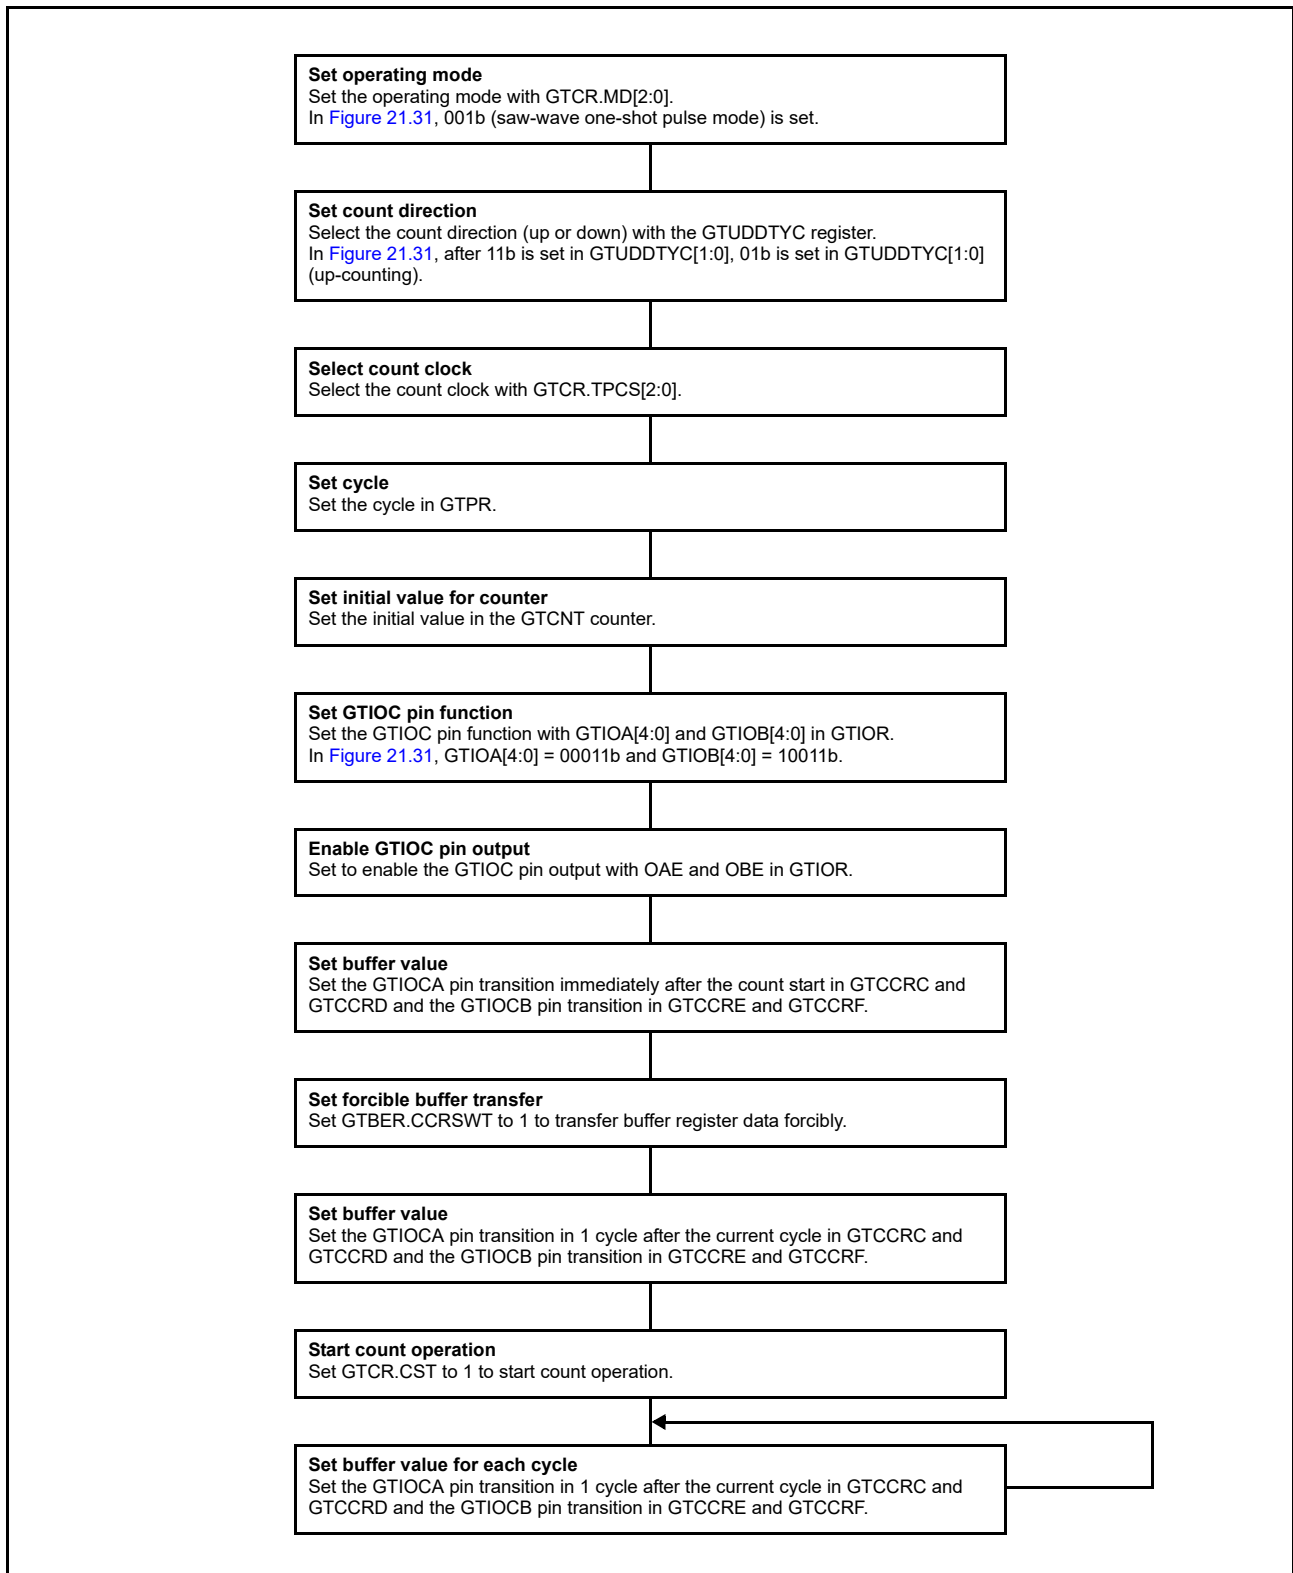 Set operating mode
Set the operating mode with GTCR.MD[2:0].
In Figure 21.31, 001b (saw-wave one-shot pulse mode) is set.
Set count direction
Select the count direction (up or down) with the GTUDDTYC register.
In Figure 21.31, after 11b is set in GTUDDTYC[1:0], 01b is set in GTUDDTYC[1:0]
(up-counting).
Select count clock
Select the count clock with GTCR.TPCS[2:0].
Set cycle
Set the cycle in GTPR.
Set initial value for counter
Set the initial value in the GTCNT counter.
Set GTIOC pin function
Set the GTIOC pin function with GTIOA[4:0] and GTIOB[4:0] in GTIOR.
In Figure 21.31, GTIOA[4:0] = 00011b and GTIOB[4:0] = 10011b.
Enable GTIOC pin output
Set to enable the GTIOC pin output with OAE and OBE in GTIOR.
Set buffer value
Set the GTIOCA pin transition immediately after the count start in GTCCRC and
GTCCRD and the GTIOCB pin transition in GTCCRE and GTCCRF.
Set forcible buffer transfer
Set GTBER.CCRSWT to 1 to transfer buffer register data forcibly.
Set buffer value
Set the GTIOCA pin transition in 1 cycle after the current cycle in GTCCRC and
GTCCRD and the GTIOCB pin transition in GTCCRE and GTCCRF.
Start count operation
Set GTCR.CST to 1 to start count operation.
Set buffer value for each cycle
Set the GTIOCA pin transition in 1 cycle after the current cycle in GTCCRC and
GTCCRD and the GTIOCB pin transition in GTCCRE and GTCCRF.